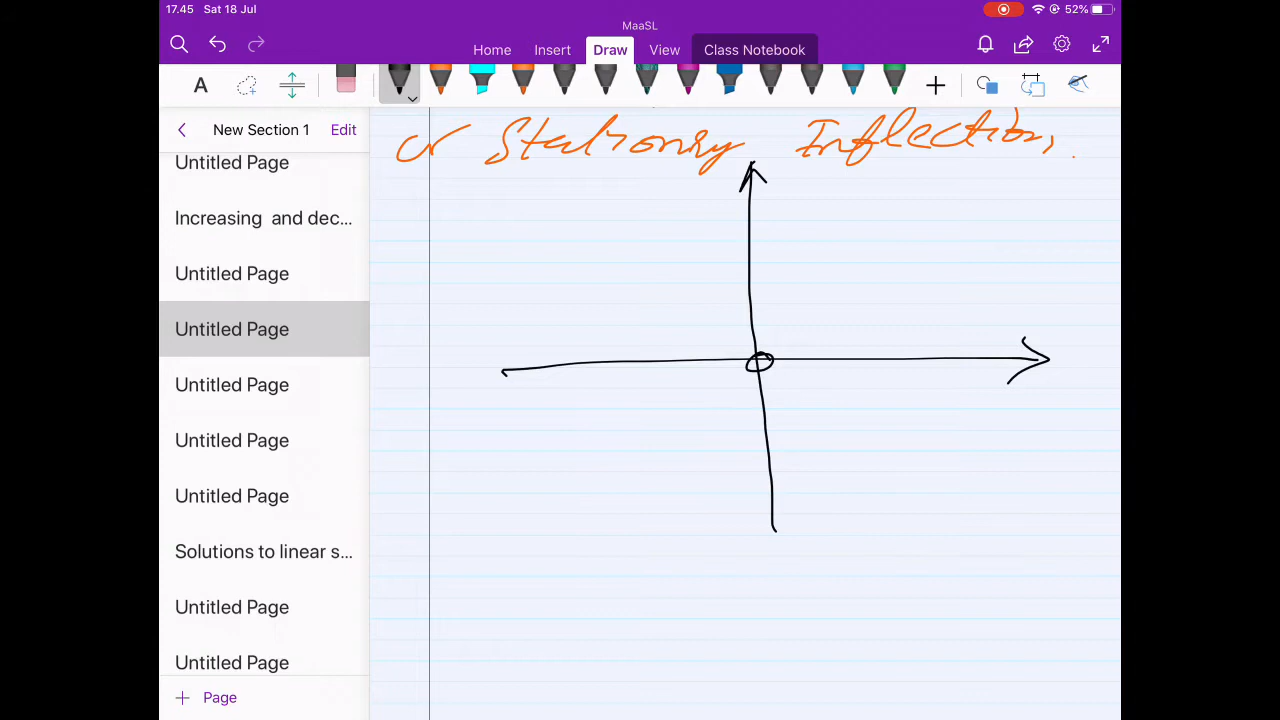 17.45 Sat 18 Jul
52%
MaaSL
Home Insert Draw View Class Notebook
A
New Section 1 Edit
Untitled Page
Increasing and dec...
Untitled Page
Untitled Page
Untitled Page
Untitled Page
Untitled Page
Solutions to linear s...
Untitled Page
Untitled Page
+ Page
or Stationary Inflection,